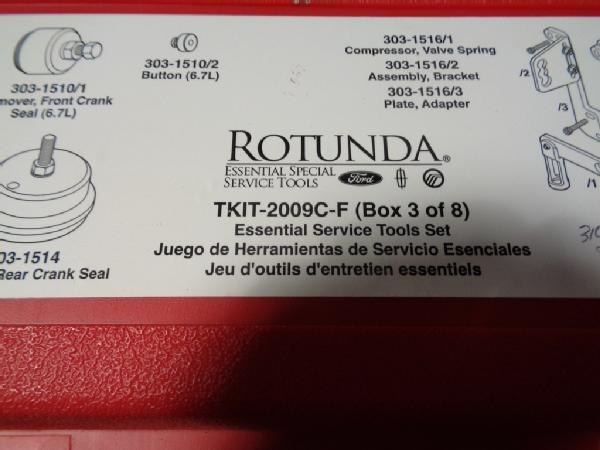 303-1510/1
mover, Front Crank
Seal (6.7L)
303-1510/2
Button (6.7L)
303-1516/1
Compressor, Valve Spring
303-1516/2
Assembly, Bracket
303-1516/3
Plate, Adapter
/2
/3
/1
ROTUNDA®
ESSENTIAL SPECIAL
SERVICE TOOLS
Ford
TKIT-2009C-F (Box 3 of 8)
Essential Service Tools Set
Juego de Herramientas de Servicio Esenciales
Jeu d'outils d'entretien essentiels
03-1514
Rear Crank Seal